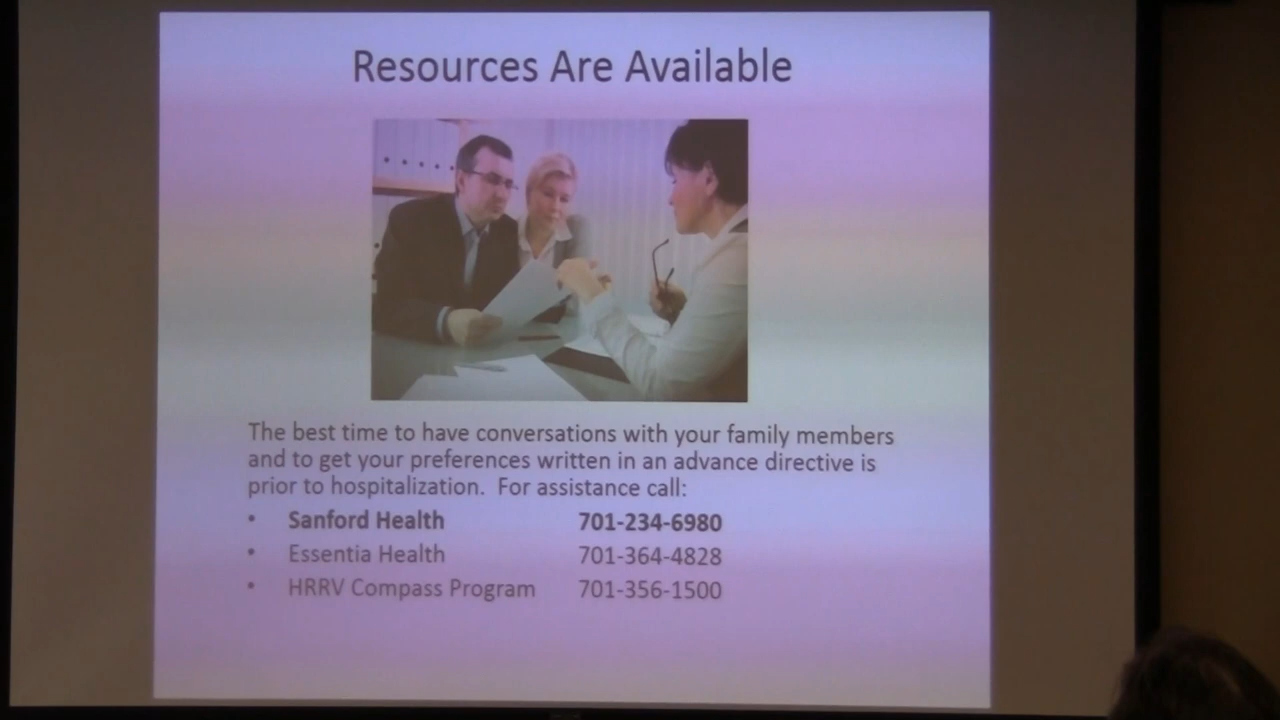 Resources Are Available
The best time to have conversations with your family members
and to get your preferences written in an advance directive is
prior to hospitalization. For assistance call:
• Sanford Health 701-234-6980
• Essentia Health 701-364-4828
• HRRV Compass Program 701-356-1500